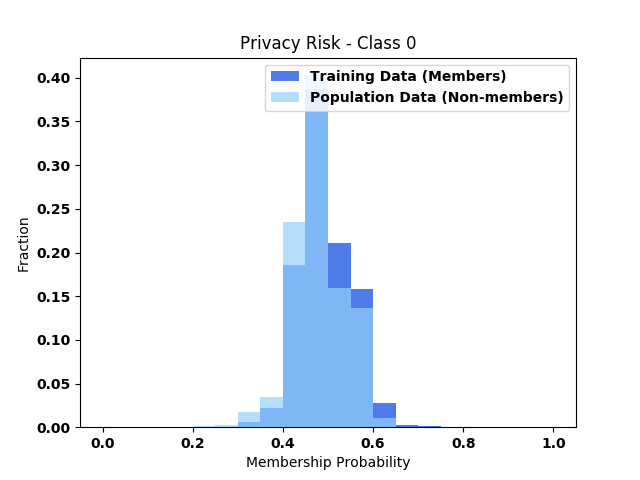 Privacy Risk - Class 0
Training Data (Members)
Population Data (Non-members)
0.40
0.35
0.30
0.25
0.20
0.15
0.10
0.05
0.00
Fraction
0.0 0.2 0.4 0.6 0.8 1.0
Membership Probability